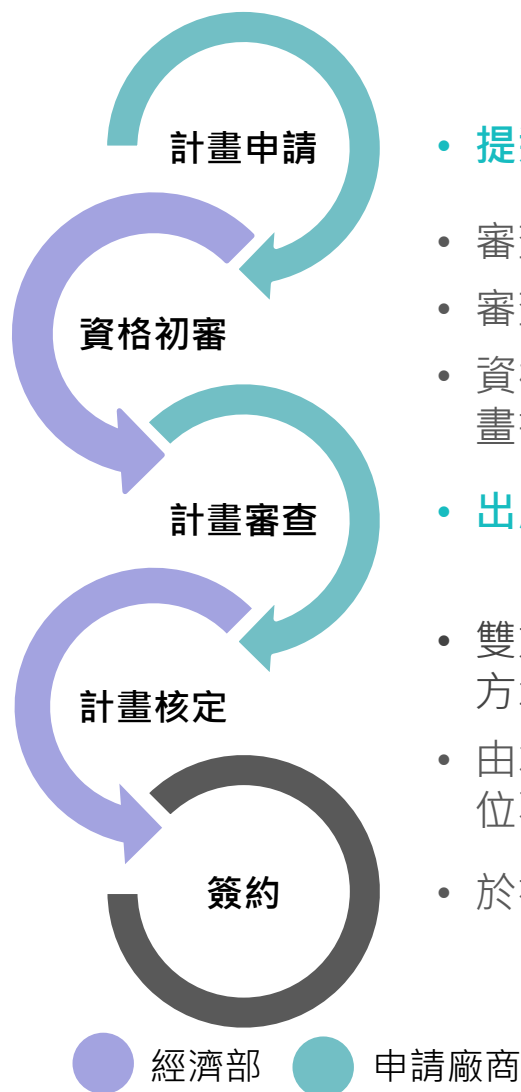 計畫申請
• 提
資格初審
• 審
• 審
• 資
畫
計畫審查
• 出
計畫核定
• 雙
方
• 由
位
簽約
• 於
經濟部
申請廠商